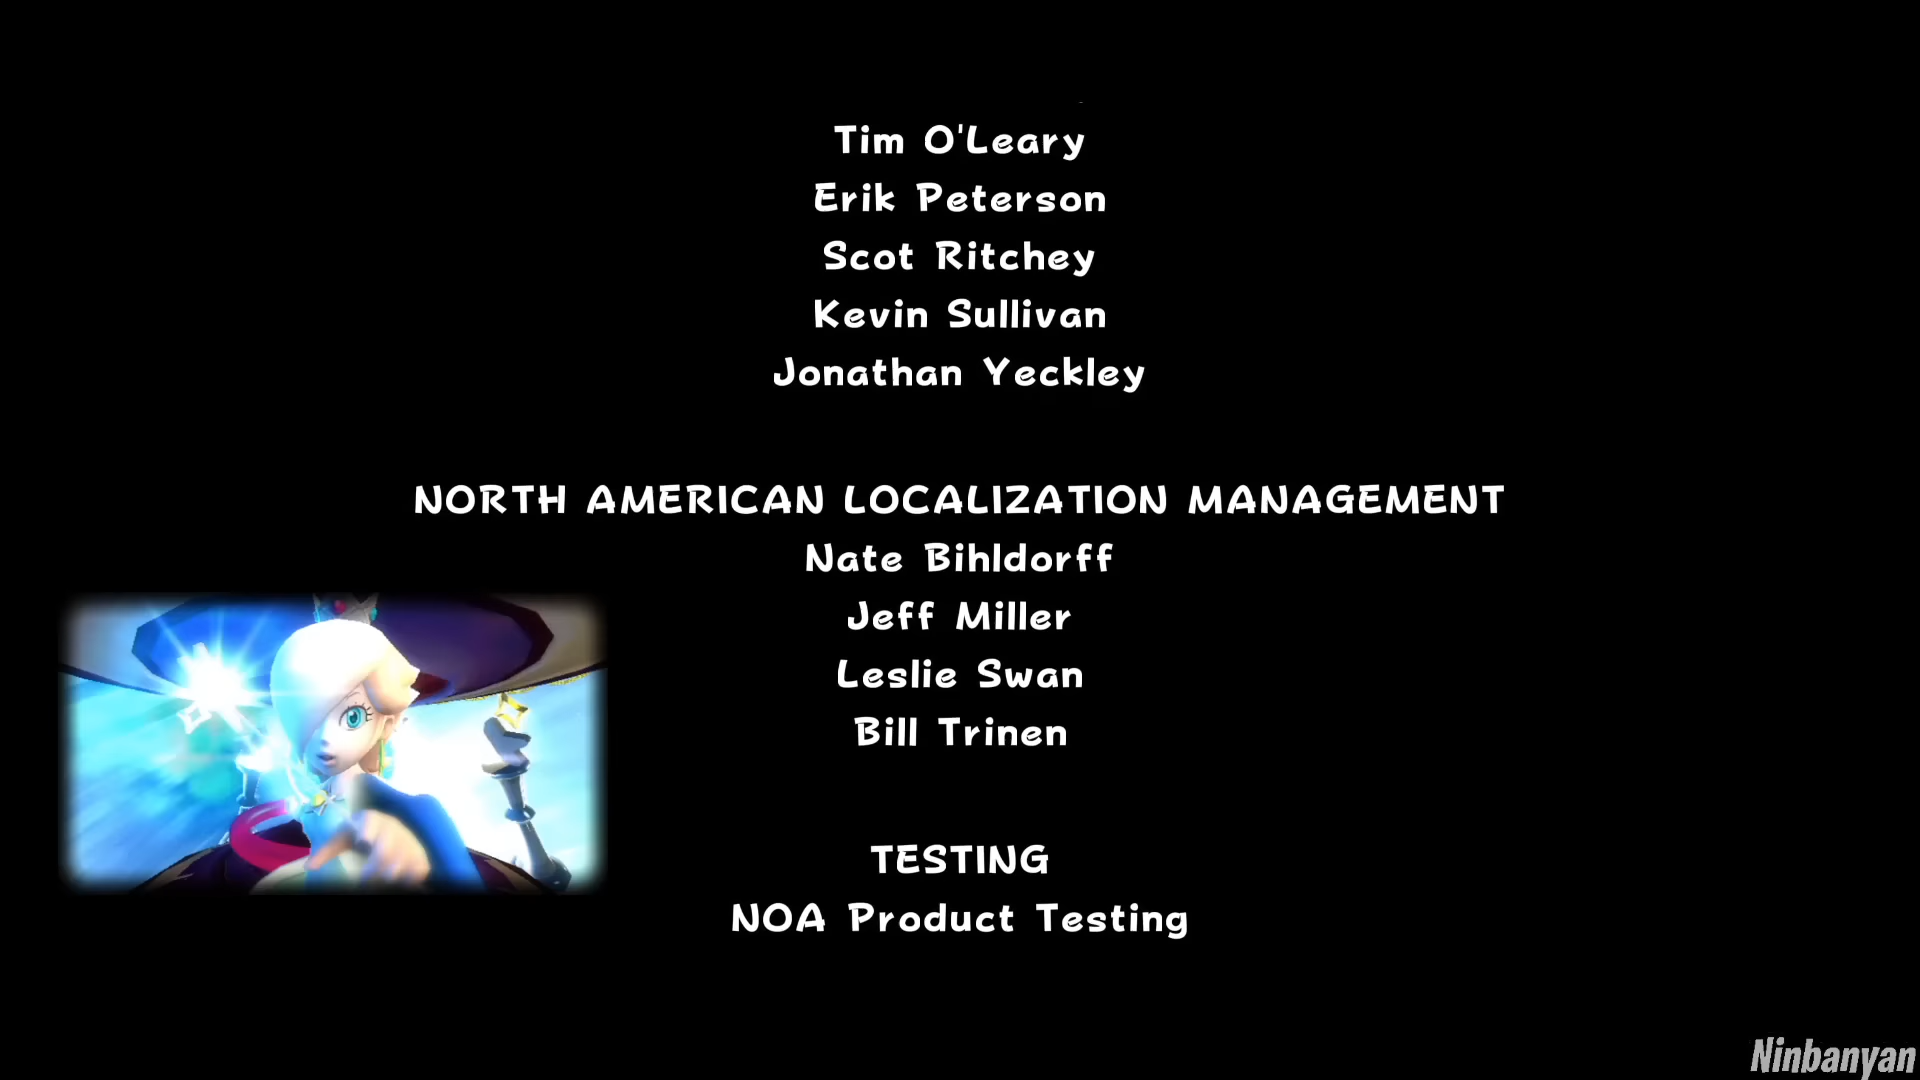 Tim O'Leary
Erik Peterson
Scot Ritchey
Kevin Sullivan
Jonathan Yeckley
NORTH AMERICAN LOCALIZATION MANAGEMENT
Nate Bihldorff
Jeff Miller
Leslie Swan
Bill Trinen
TESTING
NOA Product Testing
Ninbanyan